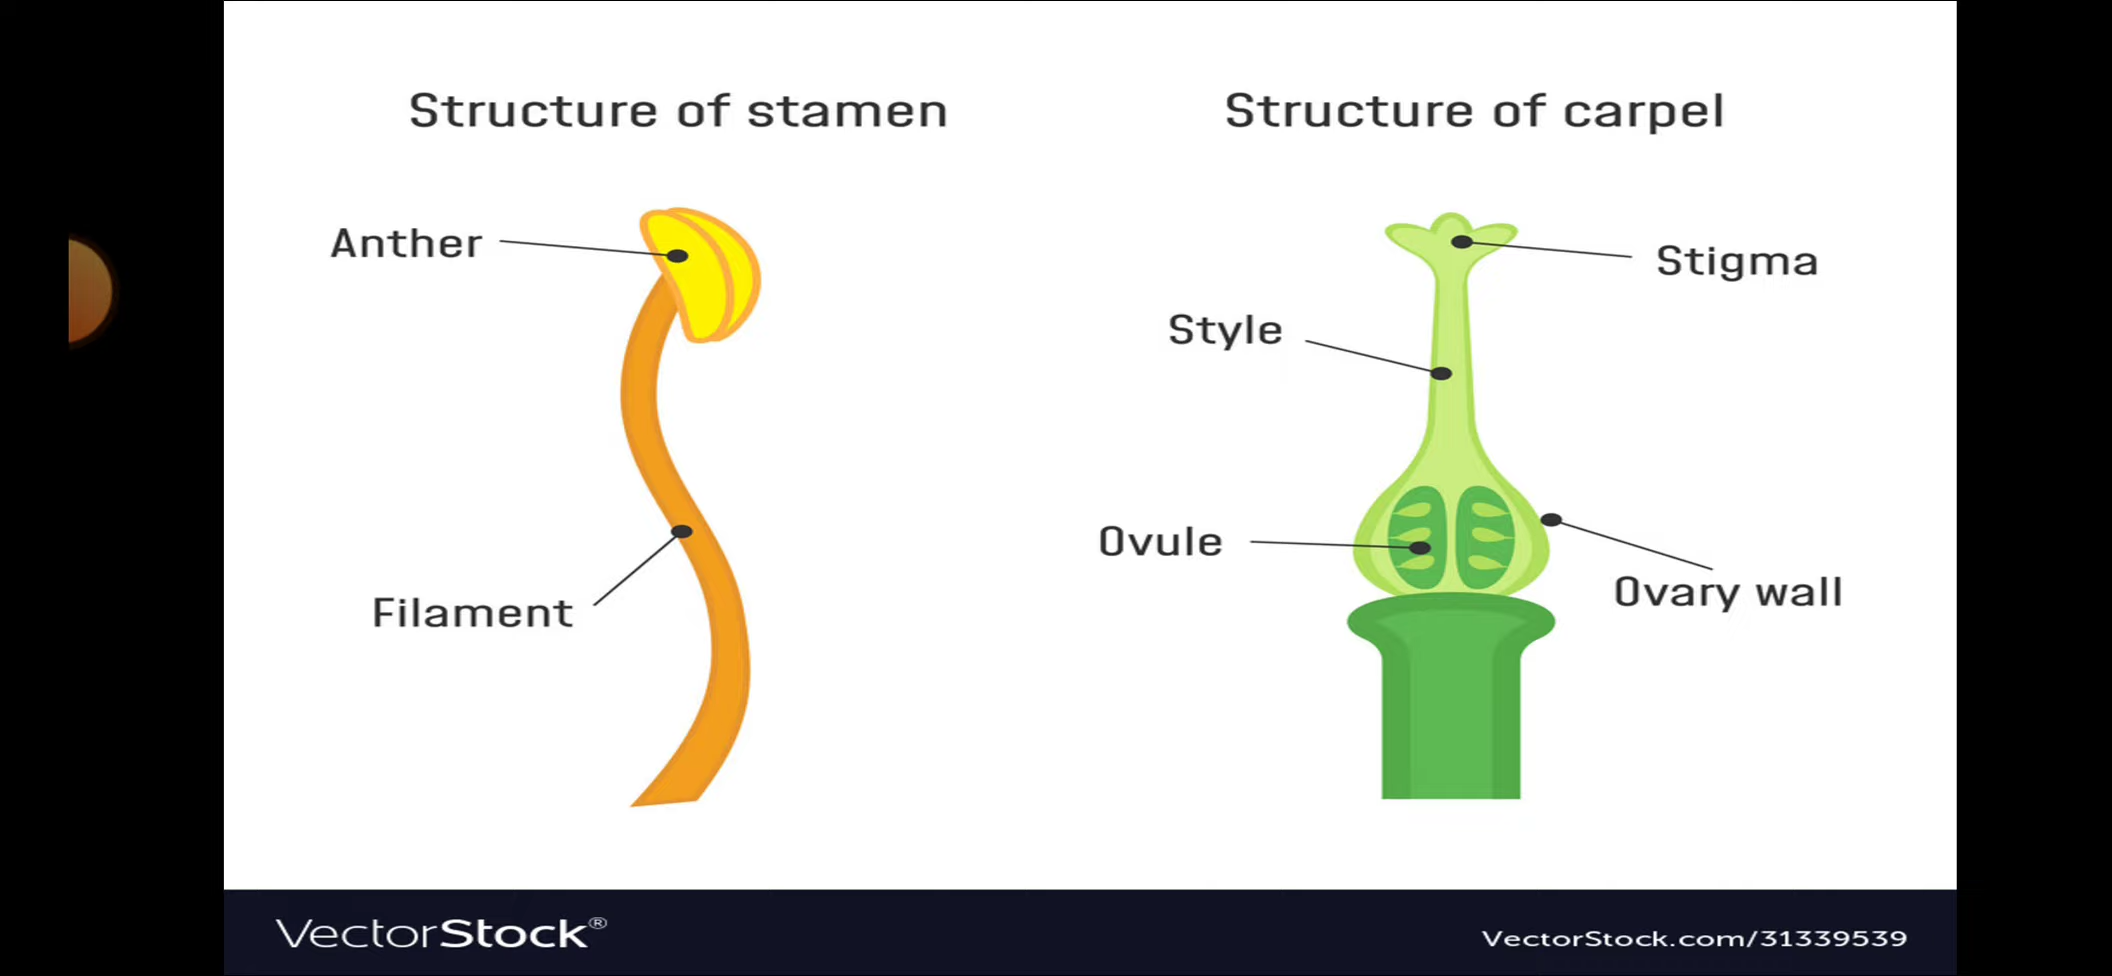 Structure of stamen
Anther
Filament
Structure of carpel
Stigma
Style
Ovule
Ovary wall
VectorStock®
VectorStock.com/31339539